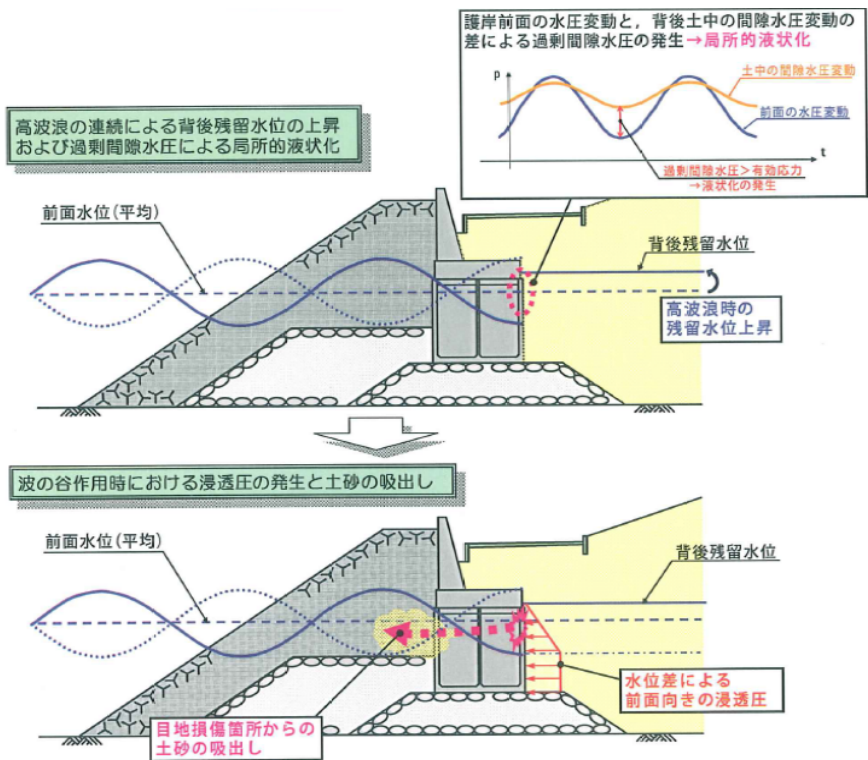 護岸前面の水圧変動と，背後土中の間隙水圧変動の
差による過剰間隙水圧の発生→局所的液状化
p
土中の間隙水圧変動
前面の水圧変動
t
過剰間隙水圧＞有効応力
→液状化の発生
高波浪の連続による背後残留水位の上昇
および過剰間隙水圧による局所的液状化
前面水位(平均)
背後残留水位
高波浪時の
残留水位上昇
波の谷作用時における浸透圧の発生と土砂の吸出し
前面水位(平均)
背後残留水位
水位差による
前面向きの浸透圧
目地損傷箇所からの
土砂の吸出し